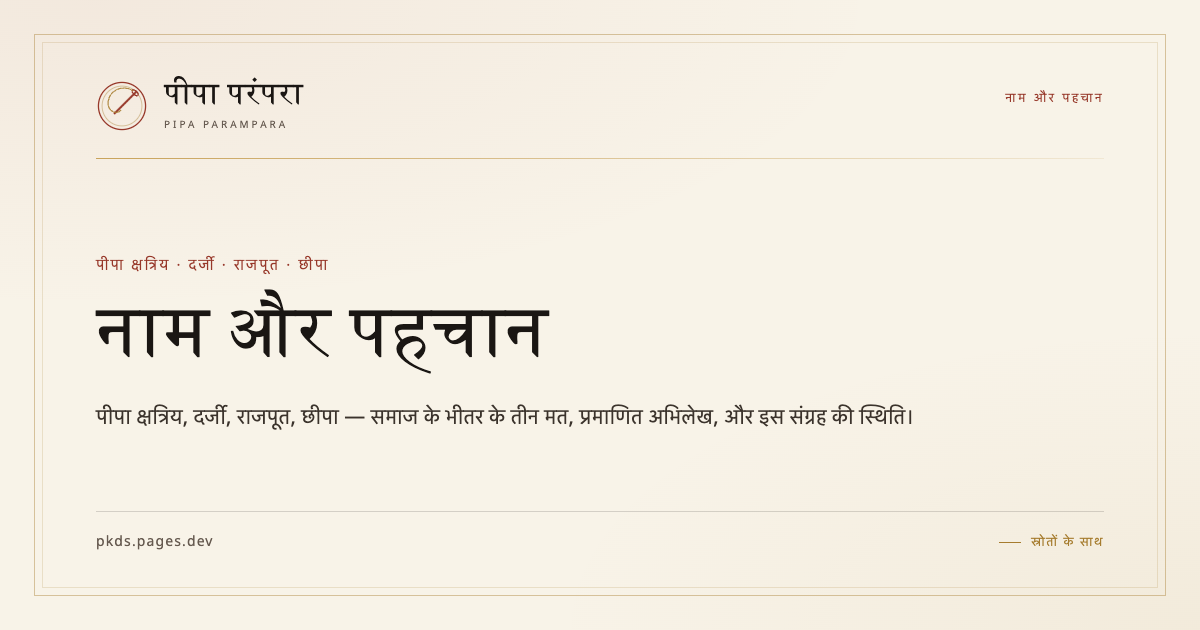 पीपा परंपरा
PIPA PARAMPARA
नाम और पहचान
पीपा क्षत्रिय · दर्जी · राजपूत · छीपा
नाम और पहचान
पीपा क्षत्रिय, दर्जी, राजपूत, छीपा — समाज के भीतर के तीन मत, प्रमाणित अभिलेख, और इस संग्रह की स्थिति।
pkds.pages.dev
स्रोतों के साथ